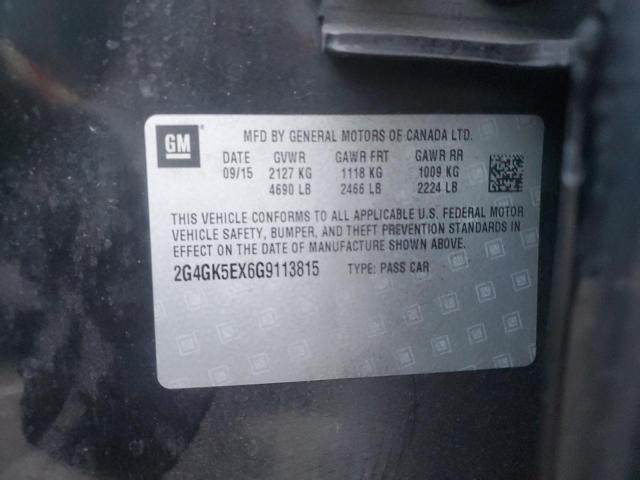 GM
MFD BY GENERAL MOTORS OF CANADA LTD.
DATE GVWR GAWR FRT GAWR RR
09/15 2127 KG 1118 KG 1009 KG
4690 LB 2466 LB 2224 LB
THIS VEHICLE CONFORMS TO ALL APPLICABLE U.S. FEDERAL MOTOR
VEHICLE SAFETY, BUMPER, AND THEFT PREVENTION STANDARDS IN
EFFECT ON THE DATE OF MANUFACTURE SHOWN ABOVE.
2G4GK5EX6G9113815 TYPE: PASS CAR